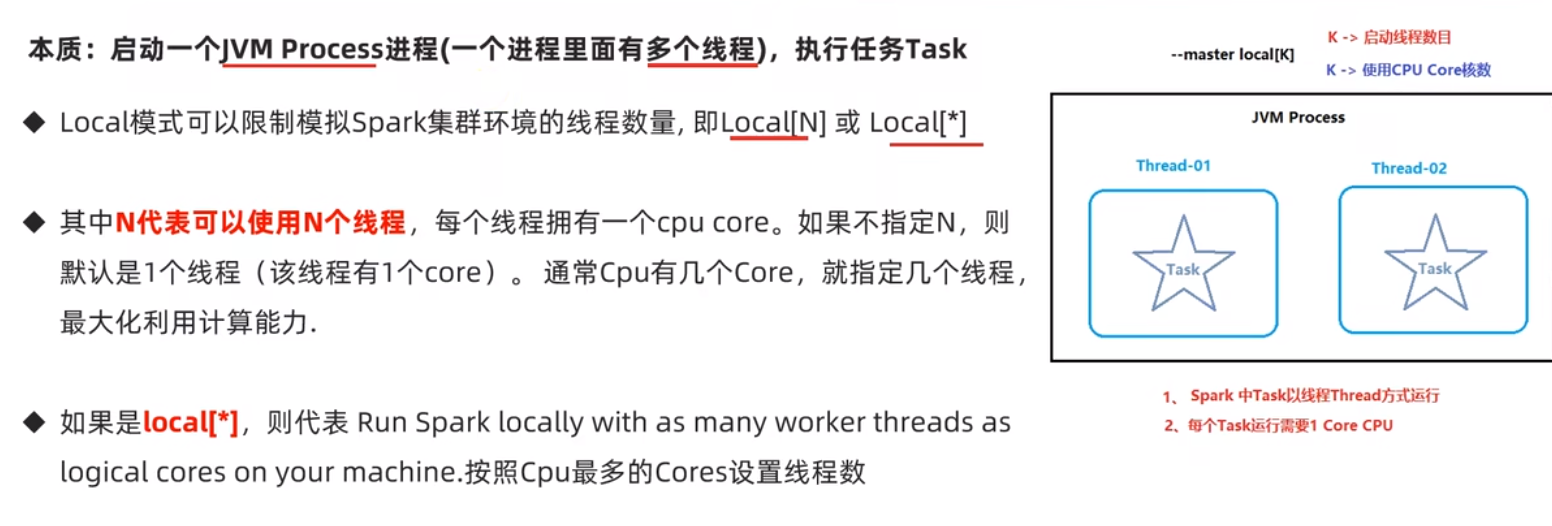 本质：启动一个JVM Process进程(一个进程里面有多个线程)，执行任务Task
◆ Local模式可以限制模拟Spark集群环境的线程数量, 即Local[N] 或 Local[*]
◆ 其中N代表可以使用N个线程，每个线程拥有一个cpu core。如果不指定N，则
默认是1个线程（该线程有1个core）。 通常Cpu有几个Core，就指定几个线程，
最大化利用计算能力.
◆ 如果是local[*]，则代表 Run Spark locally with as many worker threads as
logical cores on your machine.按照Cpu最多的Cores设置线程数
--master local[K]
K -> 启动线程数目
K -> 使用CPU Core核数
JVM Process
Thread-01
Thread-02
Task
Task
1、 Spark 中Task以线程Thread方式运行
2、每个Task运行需要1 Core CPU